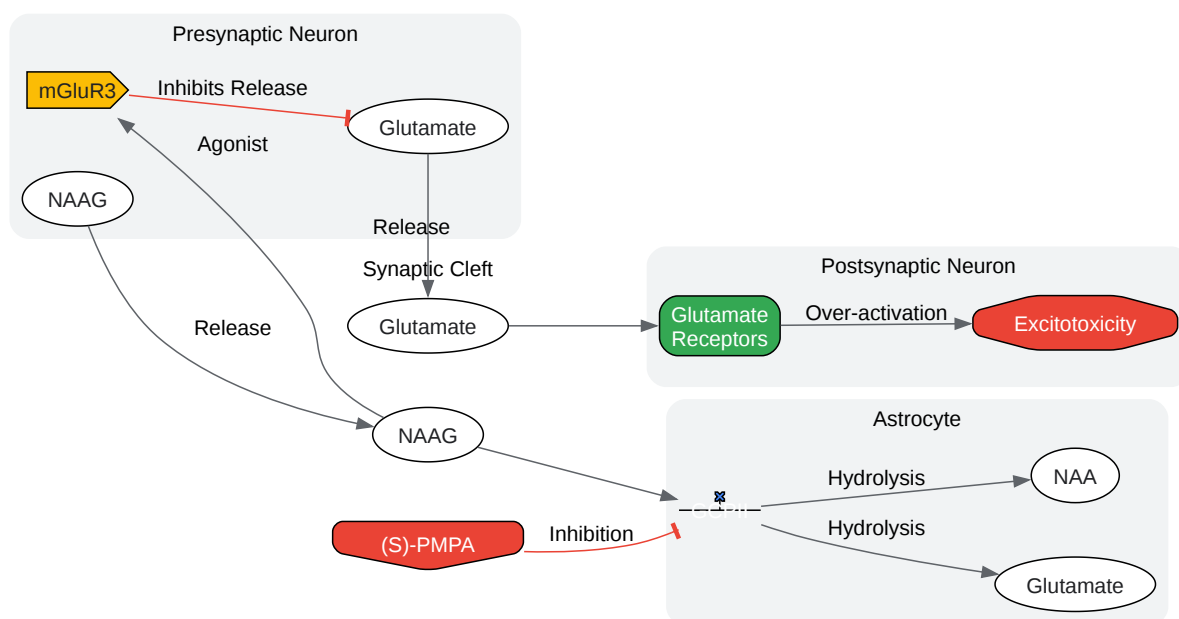 Presynaptic Neuron
mGluR3
Inhibits Release
Glutamate
Agonist
NAAG
Release
Synaptic Cleft
Postsynaptic Neuron
Glutamate
Glutamate
Receptors
Over-activation
Excitotoxicity
Release
Astrocyte
NAAG
Hydrolysis
NAA
(S)-PMPA
Inhibition
Hydrolysis
Glutamate